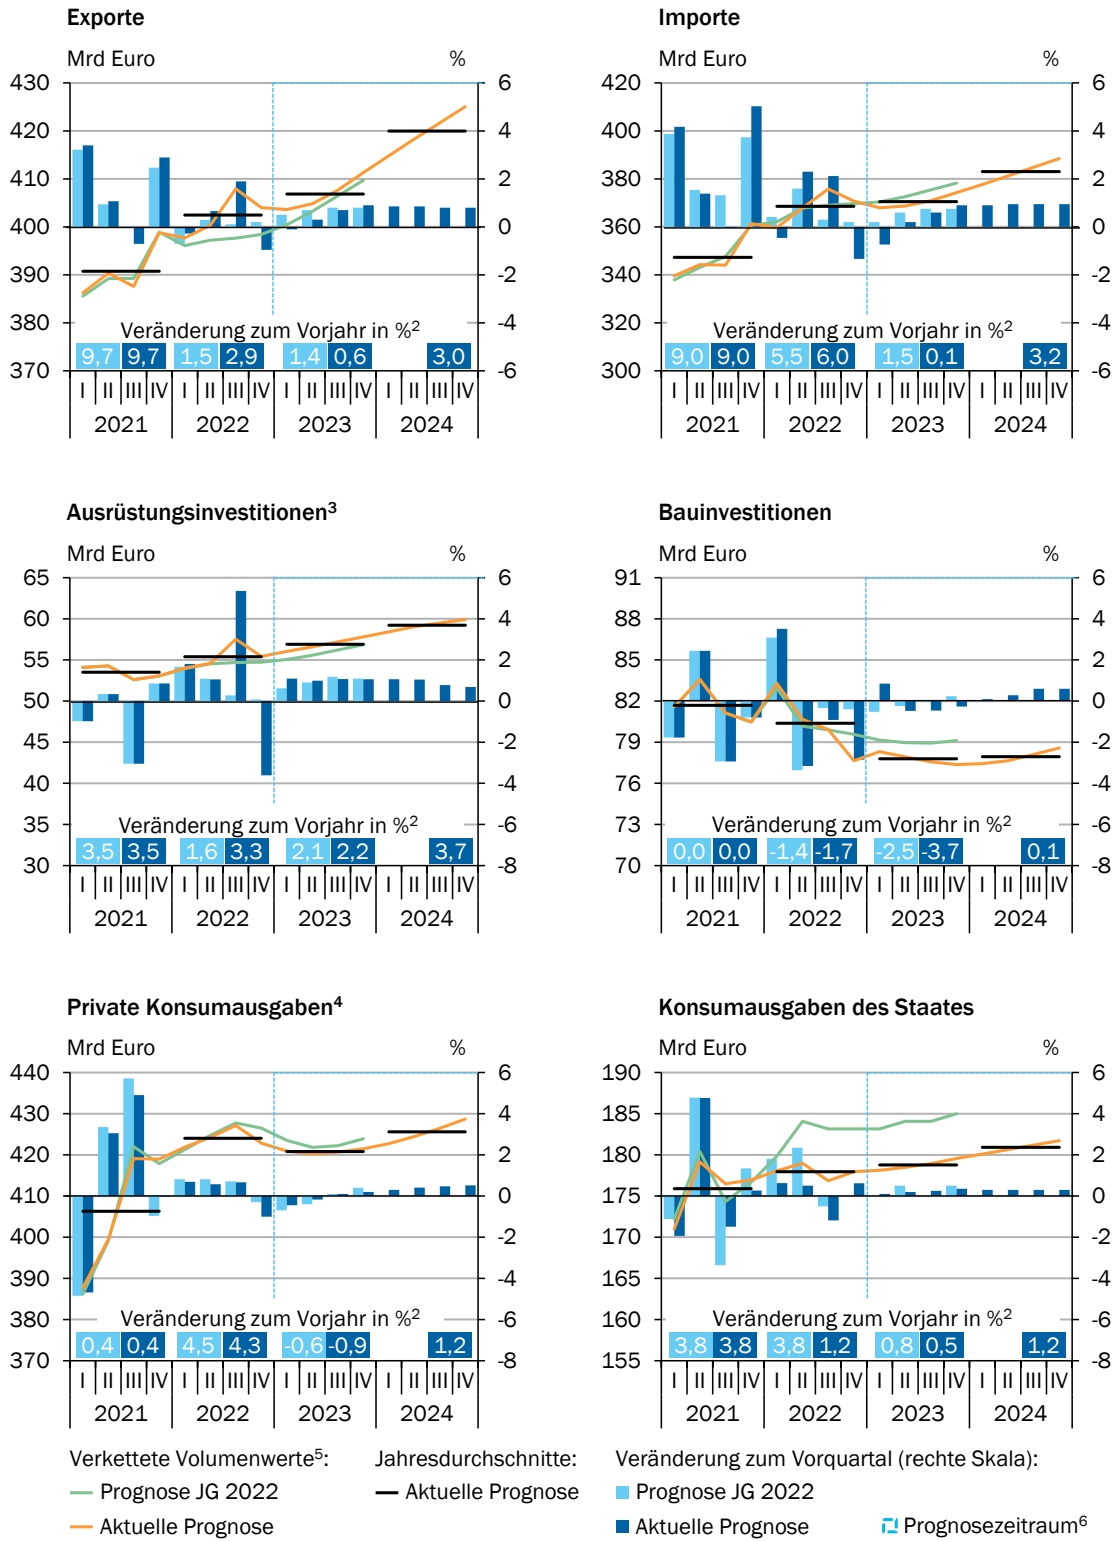 Exporte
Mrd Euro %
430 6
420 4
410 2
400 0
390 -2
380 -4
Veränderung zum Vorjahr in %²
9,7 9,7 1,5 2,9 1,4 0,6 3,0
370 -6
I II III IV I II III IV I II III IV I II III IV
2021 2022 2023 2024
Importe
Mrd Euro %
420 6
400 4
380 2
360 0
340 -2
320 -4
Veränderung zum Vorjahr in %²
9,0 9,0 5,5 6,0 1,5 0,1 3,2
300 -6
I II III IV I II III IV I II III IV I II III IV
2021 2022 2023 2024
Ausrüstungsinvestitionen³
Mrd Euro %
65 6
60 4
55 2
50 0
45 -2
40 -4
35 -6
Veränderung zum Vorjahr in %²
3,5 3,5 1,6 3,3 2,1 2,2 3,7
30 -8
I II III IV I II III IV I II III IV I II III IV
2021 2022 2023 2024
Bauinvestitionen
Mrd Euro %
91 6
88 4
85 2
82 0
79 -2
76 -4
73 -6
Veränderung zum Vorjahr in %²
0,0 0,0 -1,4 -1,7 -2,5 -3,7 0,1
70 -8
I II III IV I II III IV I II III IV I II III IV
2021 2022 2023 2024
Private Konsumausgaben⁴
Mrd Euro %
440 6
430 4
420 2
410 0
400 -2
390 -4
380 -6
Veränderung zum Vorjahr in %²
0,4 0,4 4,5 4,3 -0,6 -0,9 1,2
370 -8
I II III IV I II III IV I II III IV I II III IV
2021 2022 2023 2024
Konsumausgaben des Staates
Mrd Euro %
190 6
185 4
180 2
175 0
170 -2
165 -4
160 -6
Veränderung zum Vorjahr in %²
3,8 3,8 3,8 1,2 0,8 0,5 1,2
155 -8
I II III IV I II III IV I II III IV I II III IV
2021 2022 2023 2024
Verkettete Volumenwerte⁵: Jahresdurchschnitte: Veränderung zum Vorquartal (rechte Skala):
Prognose JG 2022 Aktuelle Prognose Prognose JG 2022
Aktuelle Prognose Aktuelle Prognose Prognosezeitraum⁶